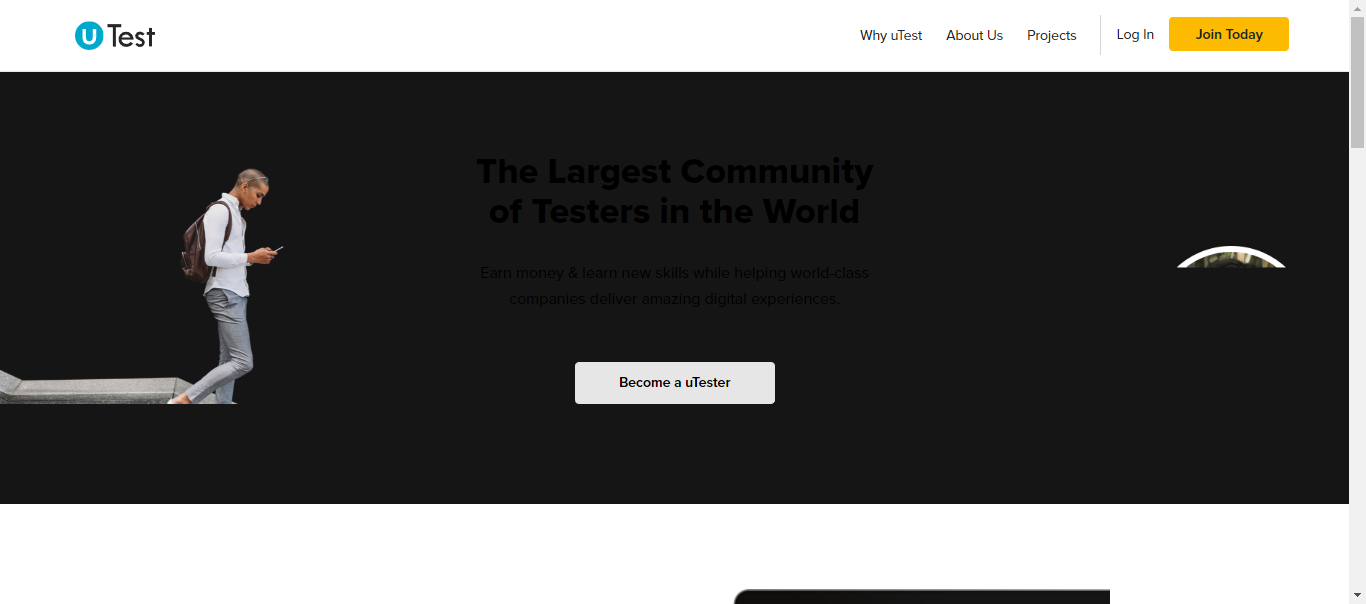 uTest
Why uTest
About Us
Projects
Log In
Join Today
The Largest Community
of Testers in the World
Earn money & learn new skills while helping world-class
companies deliver amazing digital experiences.
Become a uTester